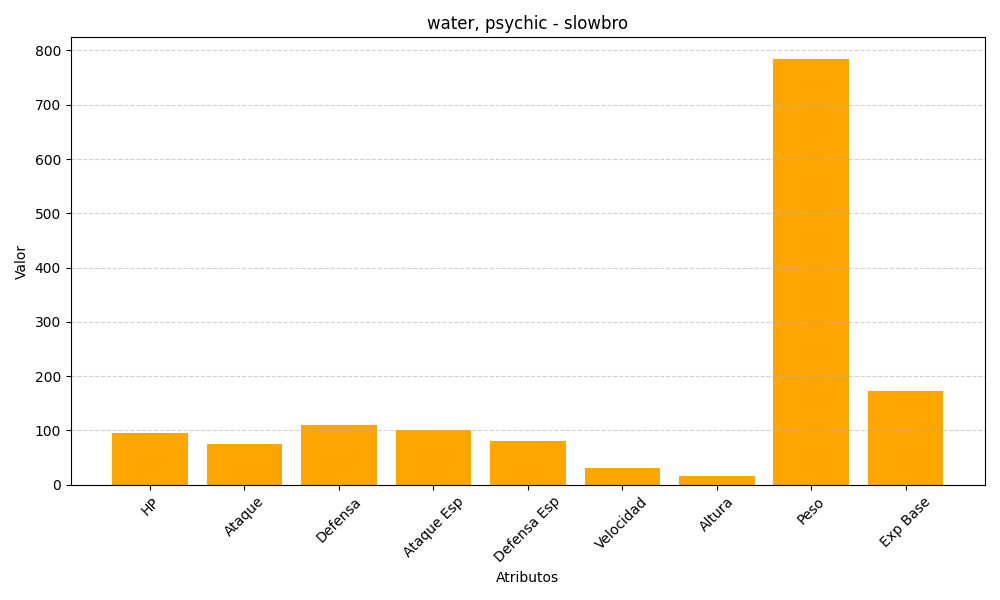 water, psychic - slowbro
Valor
800
700
600
500
400
300
200
100
0
HP
Ataque
Defensa
Ataque Esp
Defensa Esp
Velocidad
Altura
Peso
Exp Base
Atributos